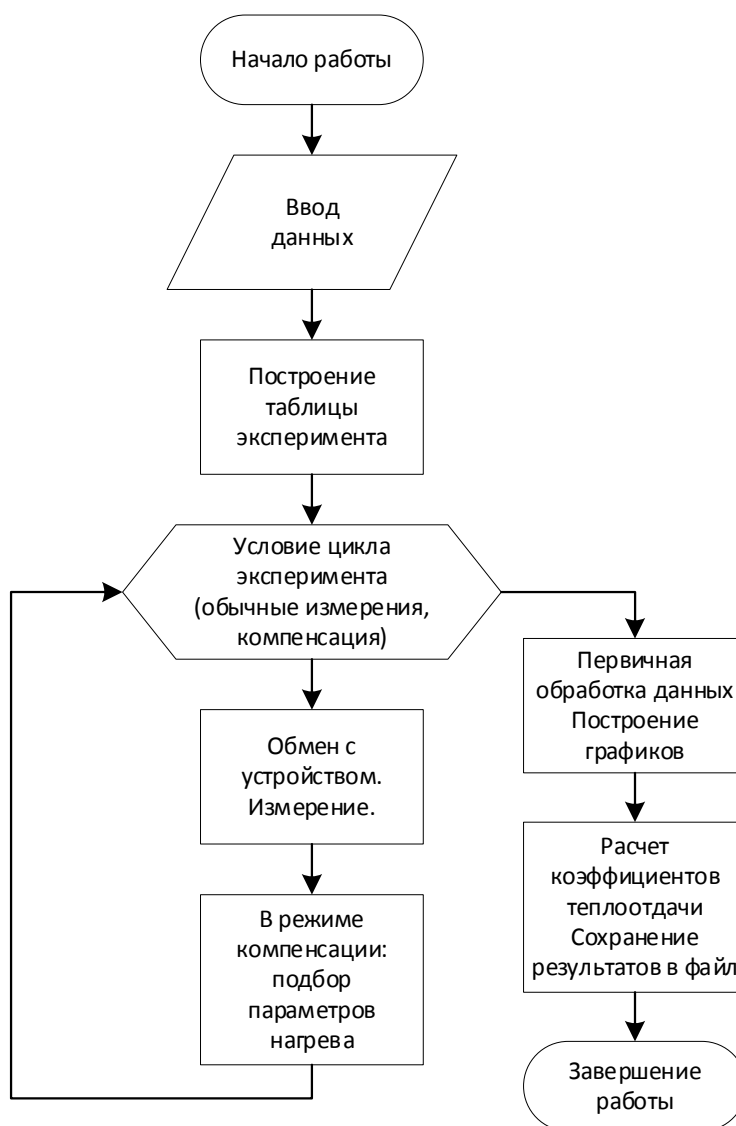 Начало работы
Ввод
данных
Построение
таблицы
эксперимента
Условие цикла
эксперимента
(обычные измерения,
компенсация)
Обмен с
устройством.
Измерение.
В режиме
компенсации:
подбор
параметров
нагрева
Первичная
обработка данных
Построение
графиков
Расчет
коэффициентов
теплоотдачи
Сохранение
результатов в файл
Завершение
работы